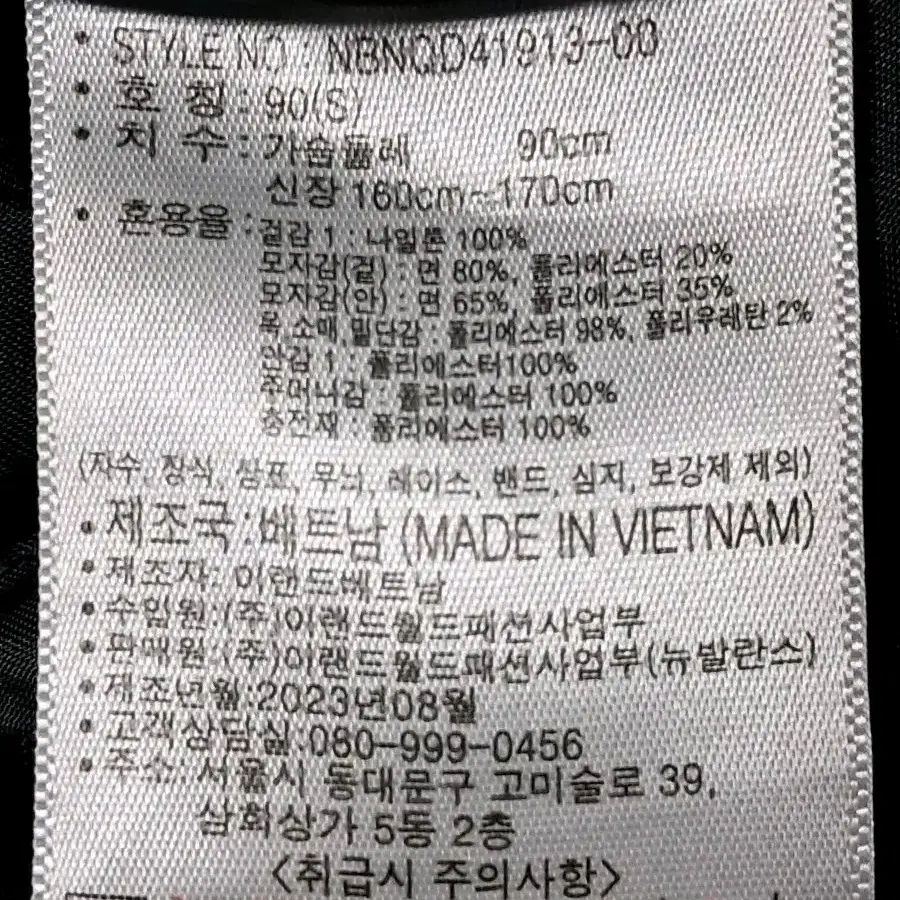 • STYLE NO : NBNQD41913-00
• 호 칭 : 90(S)
• 치 수 : 가슴둘레 90cm
신장 160cm~170cm
• 혼용율 : 겉감 1 : 나일론 100%
모자감(겉) : 면 80%, 폴리에스터 20%
모자감(안) : 면 65%, 폴리에스터 35%
목,소매,밑단감 : 폴리에스터 98%, 폴리우레탄 2%
안감 1 : 폴리에스터100%
주머니감 : 폴리에스터 100%
충전재 : 폴리에스터 100%
(자수, 장식, 상표, 무늬, 레이스, 밴드, 심지, 보강제 제외)
• 제조국:베트남 (MADE IN VIETNAM)
• 제조자: 이랜드베트남
• 수입원:(주)이랜드월드패션사업부
• 판매원:(주)이랜드월드패션사업부(뉴발란스)
• 제조년월:2023년08월
• 고객상담실:080-999-0456
• 주소: 서울시 동대문구 고미술로 39,
삼희상가 5동 2층
<취급시 주의사항>